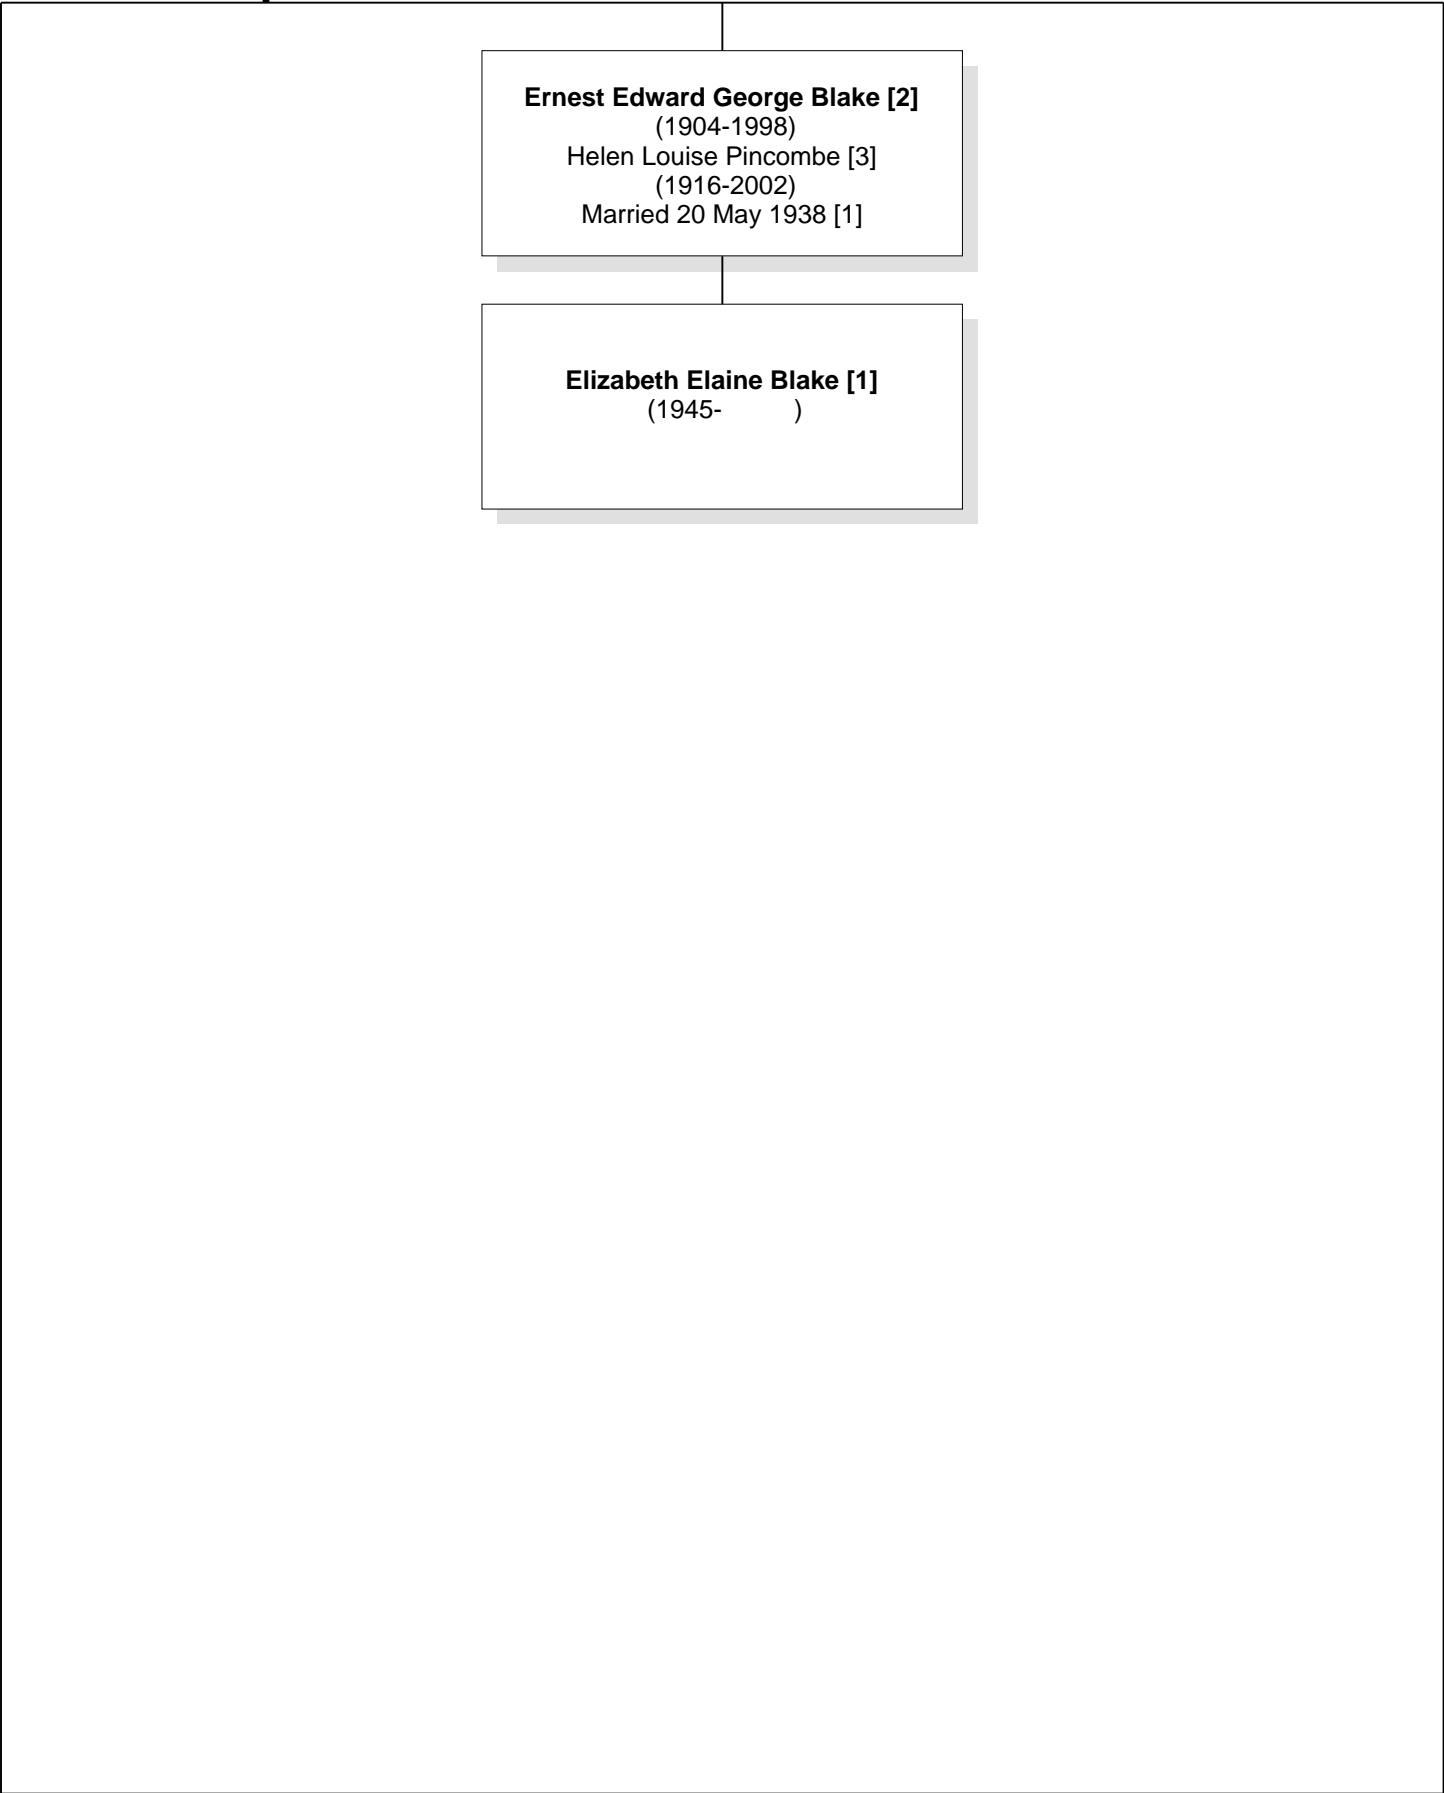 Ernest Edward George Blake [2]
(1904-1998)
Helen Louise Pincombe [3]
(1916-2002)
Married 20 May 1938 [1]
Elizabeth Elaine Blake [1]
(1945-          )